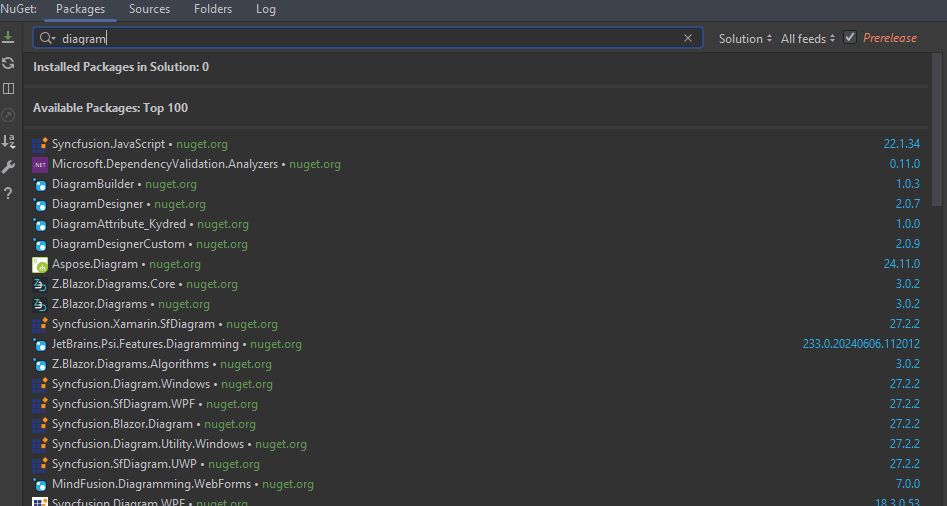 NuGet: Packages Sources Folders Log
diagram Solution All feeds Prerelease
Installed Packages in Solution: 0
Available Packages: Top 100
Syncfusion.JavaScript • nuget.org 22.1.34
.NET Microsoft.DependencyValidation.Analyzers • nuget.org 0.11.0
DiagramBuilder • nuget.org 1.0.3
DiagramDesigner • nuget.org 2.0.7
DiagramAttribute_Kydred • nuget.org 1.0.0
DiagramDesignerCustom • nuget.org 2.0.9
Aspose.Diagram • nuget.org 24.11.0
Z.Blazor.Diagrams.Core • nuget.org 3.0.2
Z.Blazor.Diagrams • nuget.org 3.0.2
Syncfusion.Xamarin.SfDiagram • nuget.org 27.2.2
JetBrains.Psi.Features.Diagramming • nuget.org 233.0.20240606.112012
Z.Blazor.Diagrams.Algorithms • nuget.org 3.0.2
Syncfusion.Diagram.Windows • nuget.org 27.2.2
Syncfusion.SfDiagram.WPF • nuget.org 27.2.2
Syncfusion.Blazor.Diagram • nuget.org 27.2.2
Syncfusion.Diagram.Utility.Windows • nuget.org 27.2.2
Syncfusion.SfDiagram.UWP • nuget.org 27.2.2
MindFusion.Diagramming.WebForms • nuget.org 7.0.0
Syncfusion.Diagram.WPF • nuget.org 18.3.0.53